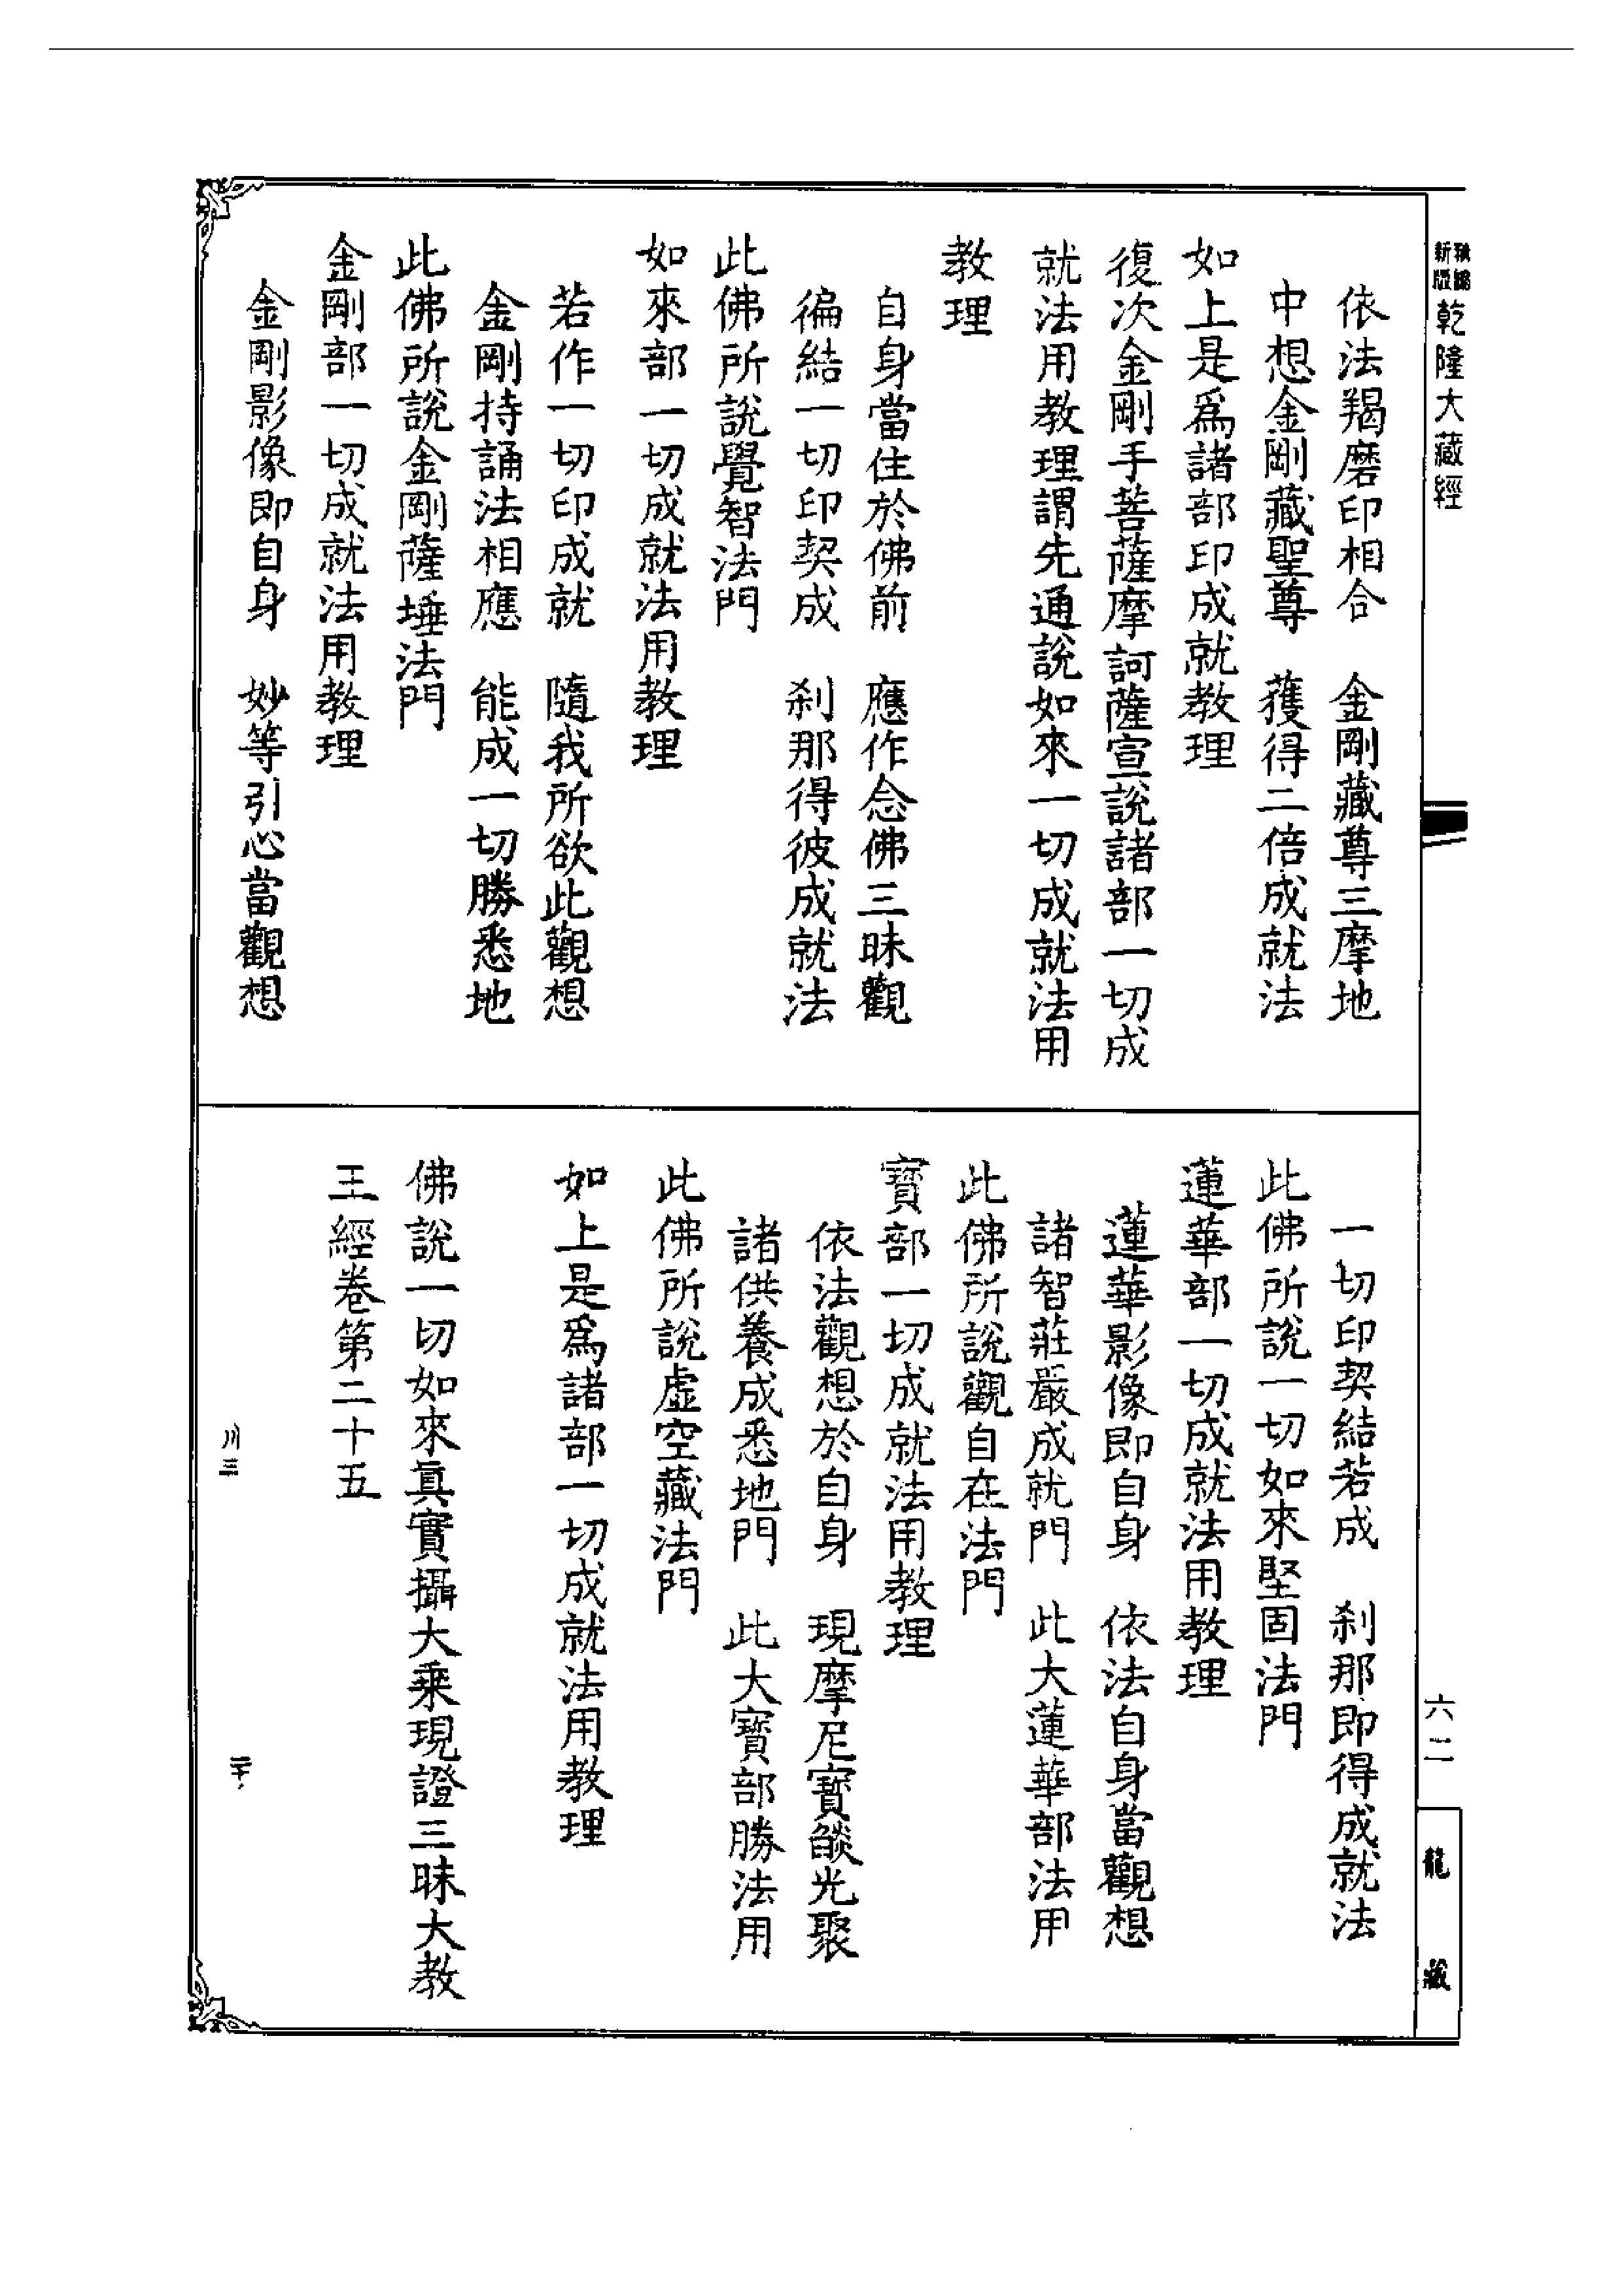 新版
乾隆大藏經
依法羯磨印相合　金剛藏尊三摩地
中想金剛藏聖尊　獲得二倍成就法
如上是爲諸部印成就教理
復次金剛手菩薩摩訶薩宣說諸部一切成
就法用教理謂先通說如來一切成就法用
教理
自身當住於佛前　應作念佛三昧觀
徧結一切印契成　刹那得彼成就法
此佛所說覺智法門
如來部一切成就法用教理
若作一切印成就　隨我所欲此觀想
金剛持誦法相應　能成一切勝悉地
此佛所說金剛薩埵法門
金剛部一切成就法用教理
金剛影像即自身　妙等引心當觀想
一切印契結若成　刹那即得成就法
此佛所說一切如來堅固法門
蓮華部一切成就法用教理
蓮華影像即自身　依法自身當觀想
諸智莊嚴成就門　此大蓮華部法用
此佛所說觀自在法門
寶部一切成就法用教理
依法觀想於自身　現摩尼寶燄光聚
諸供養成悉地門　此大寶部勝法用
此佛所說虛空藏法門
如上是爲諸部一切成就法用教理
佛說一切如來眞實攝大乗現證三昧大教
王經卷第二十五
川三
六二
龍藏